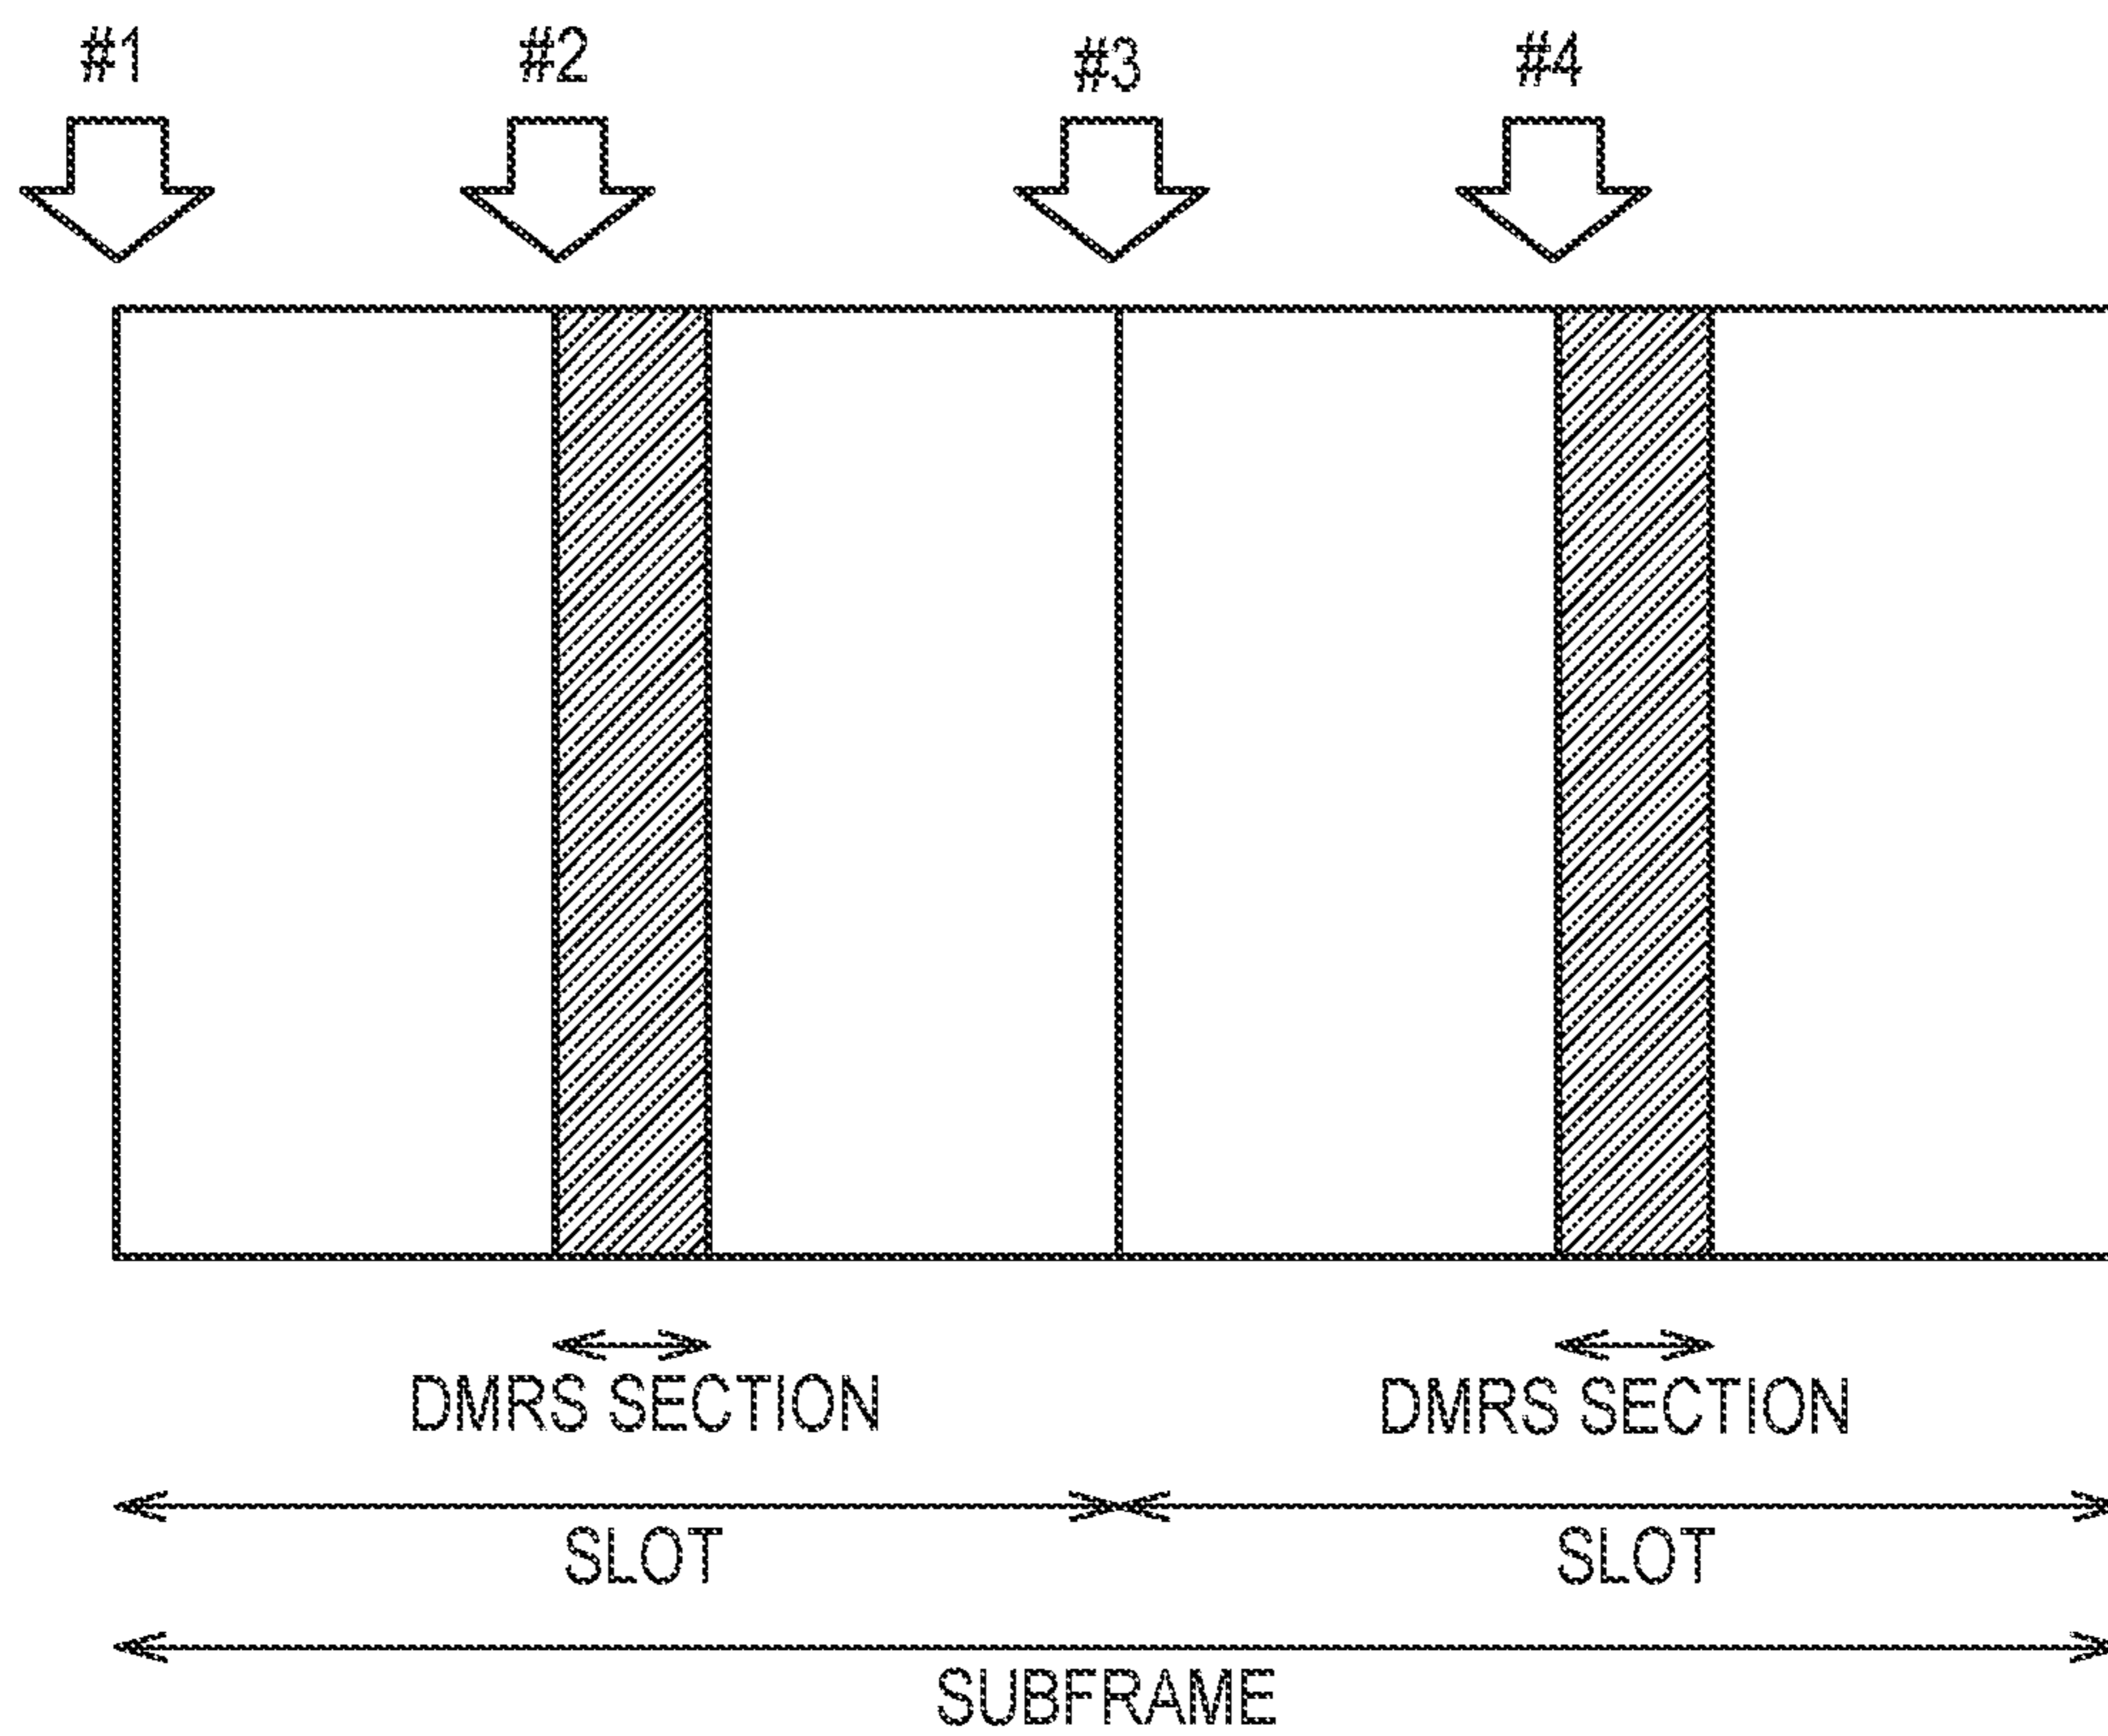 #1 #2 #3 #4
DMRS SECTION DMRS SECTION
SLOT SLOT
SUBFRAME